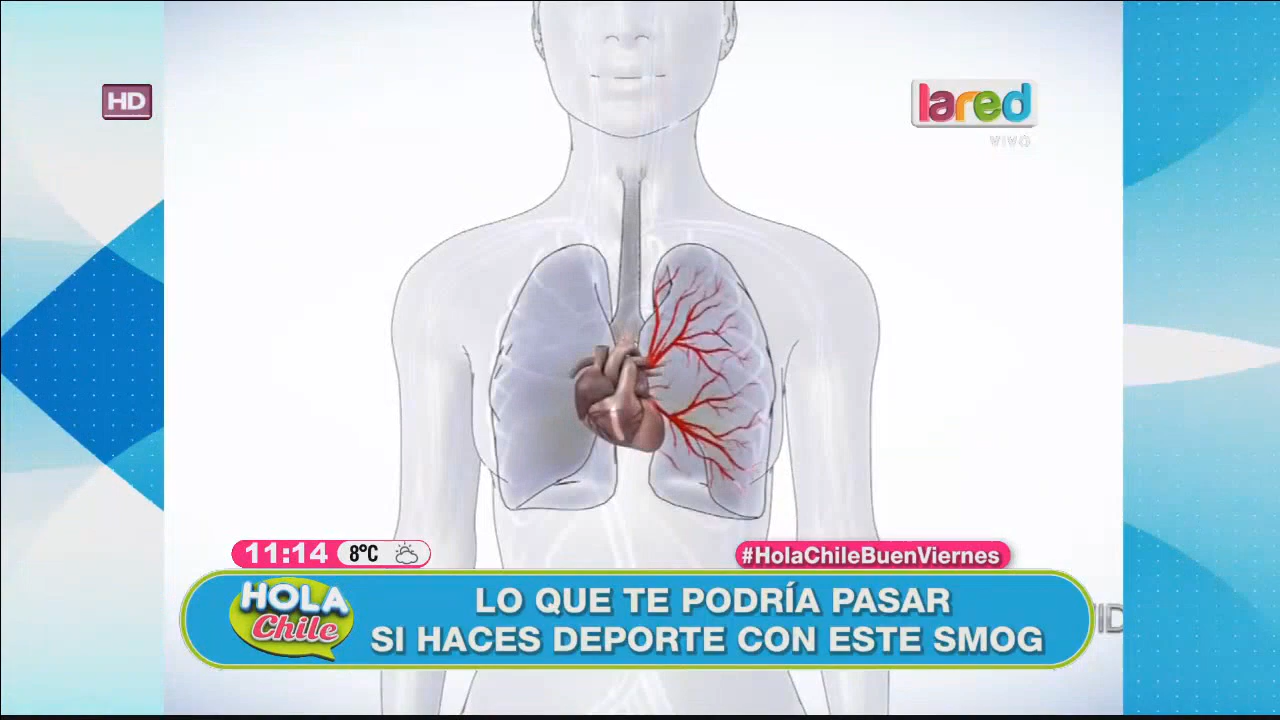 HD
lared
VIVO
11:14 8°C
#HolaChileBuenViernes
HOLA
Chile
LO QUE TE PODRÍA PASAR
SI HACES DEPORTE CON ESTE SMOG